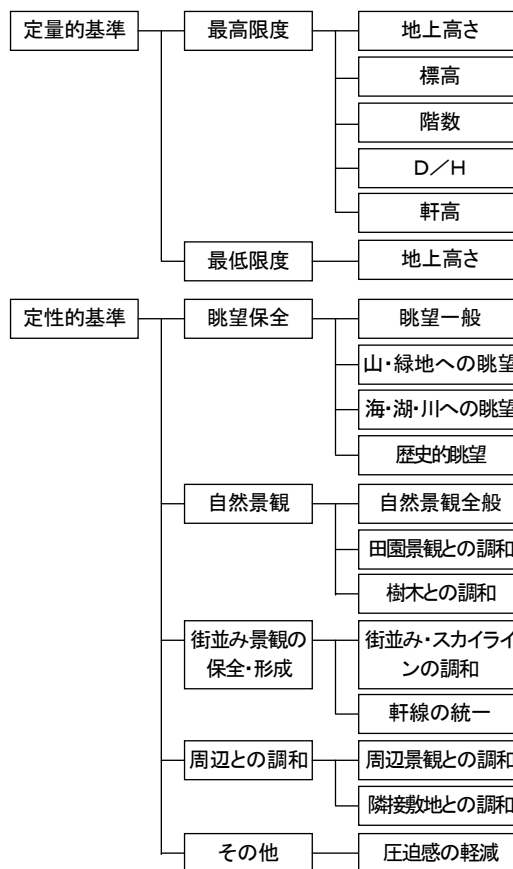 定量的基準
最高限度
地上高さ
標高
階数
D／H
軒高
最低限度
地上高さ
定性的基準
眺望保全
眺望一般
山・緑地への眺望
海・湖・川への眺望
歴史的眺望
自然景観
自然景観全般
田園景観との調和
樹木との調和
街並み景観の
保全・形成
街並み・スカイライ
ンの調和
軒線の統一
周辺との調和
周辺景観との調和
隣接敷地との調和
その他
圧迫感の軽減